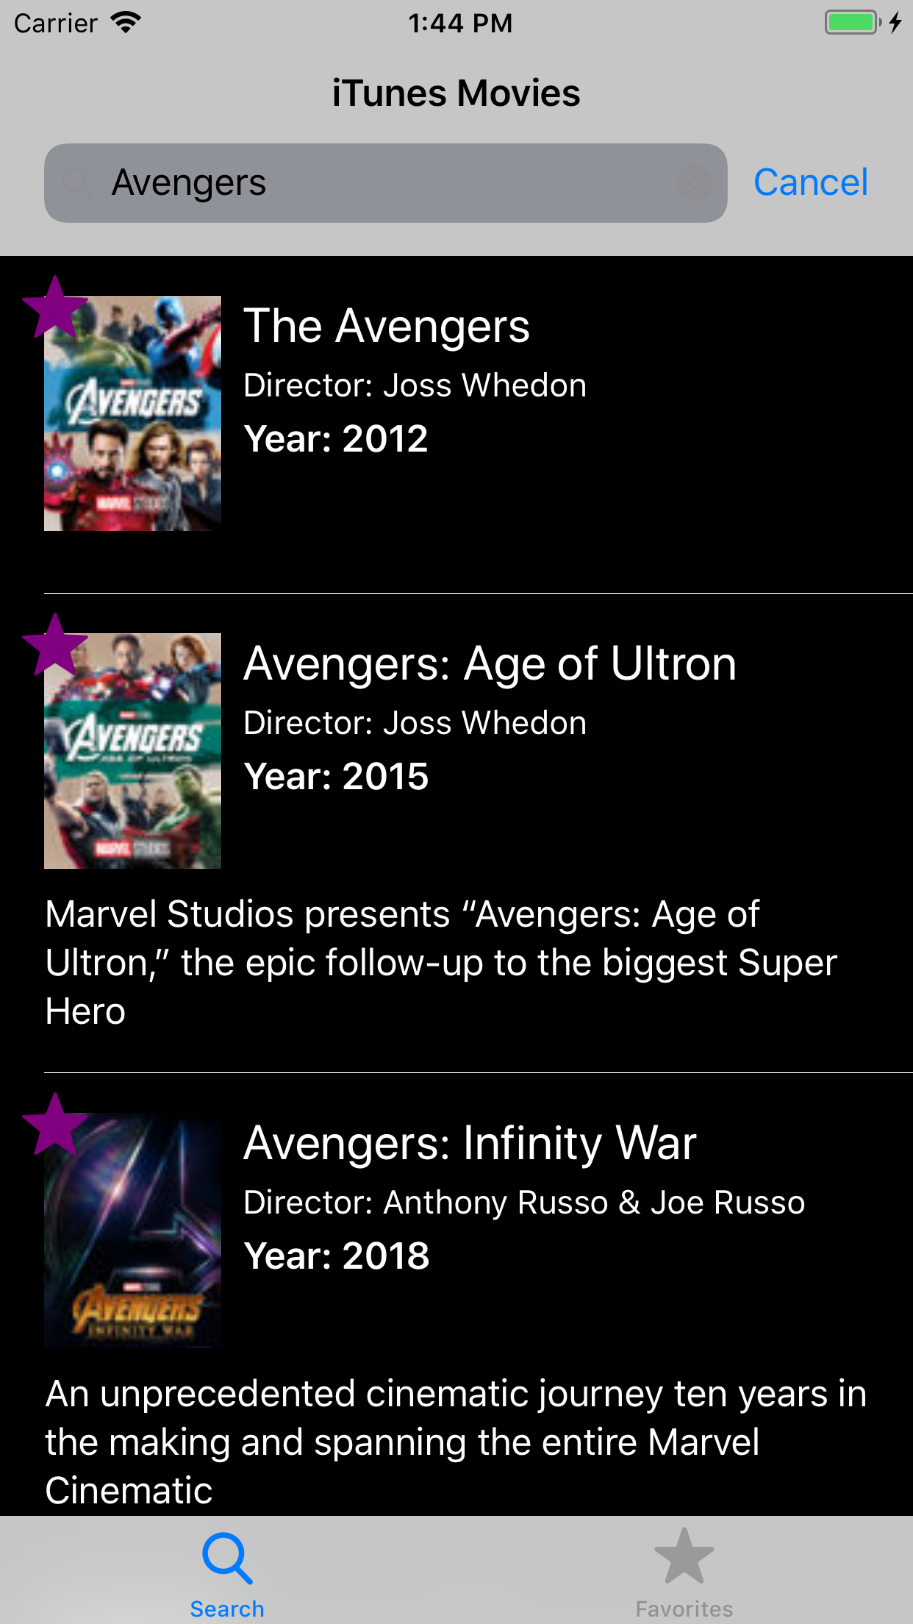 Carrier
1:44 PM
iTunes Movies
Avengers
Cancel
AVENGERS
MARVEL STUDIOS
The Avengers
Director: Joss Whedon
Year: 2012
AVENGERS
AGE OF ULTRON
MARVEL STUDIOS
Avengers: Age of Ultron
Director: Joss Whedon
Year: 2015
Marvel Studios presents “Avengers: Age of
Ultron,” the epic follow-up to the biggest Super
Hero
AVENGERS
INFINITY WAR
Avengers: Infinity War
Director: Anthony Russo & Joe Russo
Year: 2018
An unprecedented cinematic journey ten years in
the making and spanning the entire Marvel
Cinematic
Search
Favorites